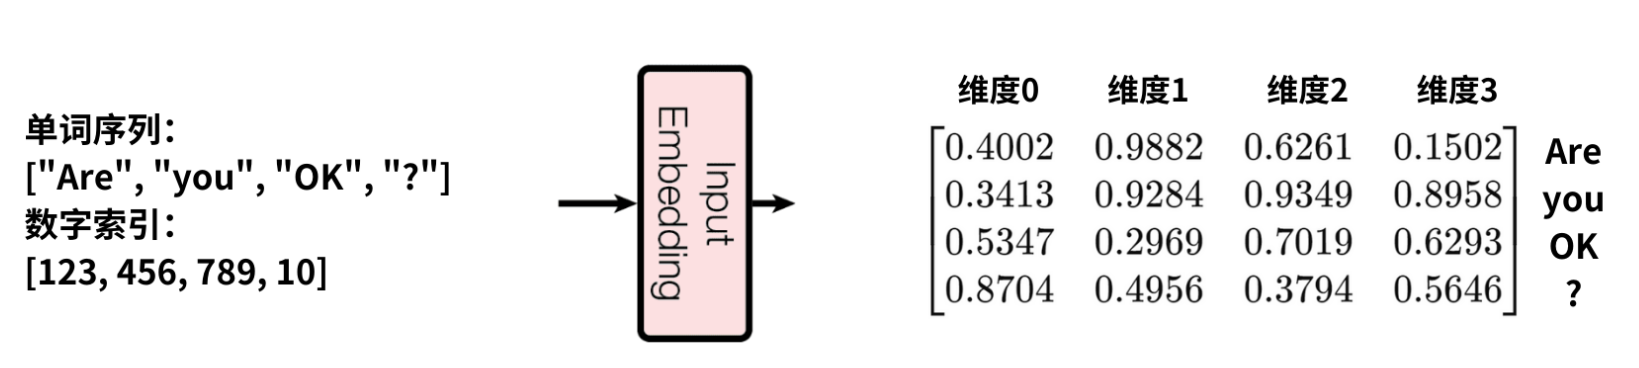 单词序列：
["Are", "you", "OK", "?"]
数字索引：
[123, 456, 789, 10]
Input
Embedding
维度0 维度1 维度2 维度3
0.4002 0.9882 0.6261 0.1502 Are
0.3413 0.9284 0.9349 0.8958 you
0.5347 0.2969 0.7019 0.6293 OK
0.8704 0.4956 0.3794 0.5646 ?